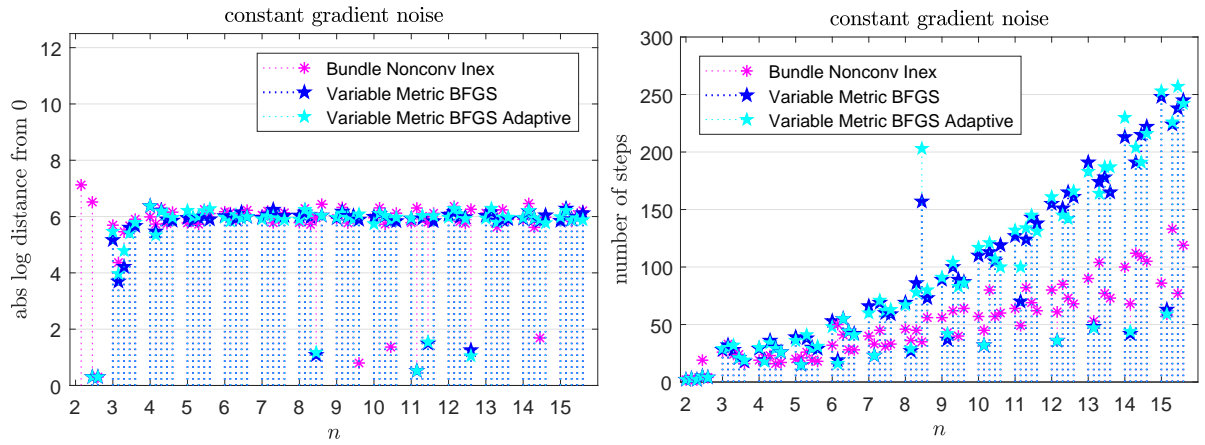 constant gradient noise
abs log distance from 0
12
10
8
6
4
2
0
Bundle Nonconv Inex
Variable Metric BFGS
Variable Metric BFGS Adaptive
2 3 4 5 6 7 8 9 10 11 12 13 14 15
n
constant gradient noise
number of steps
300
250
200
150
100
50
0
Bundle Nonconv Inex
Variable Metric BFGS
Variable Metric BFGS Adaptive
2 3 4 5 6 7 8 9 10 11 12 13 14 15
n